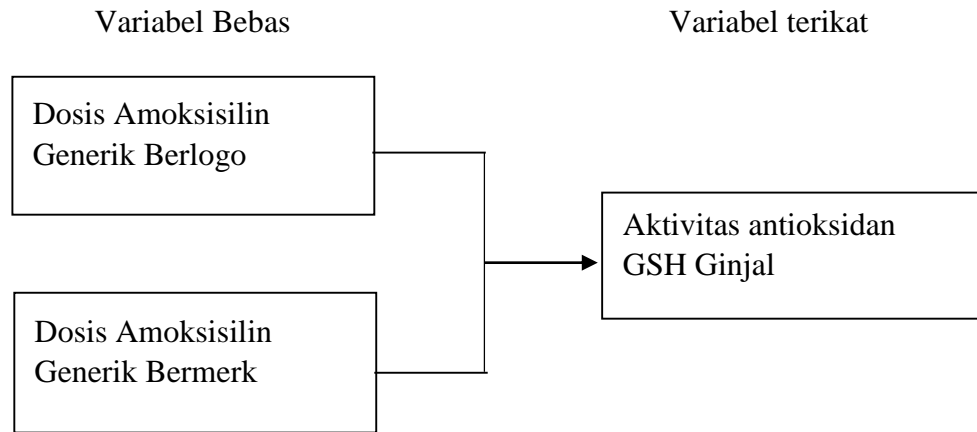 Variabel Bebas
Variabel terikat
Dosis Amoksisilin
Generik Berlogo
Aktivitas antioksidan
GSH Ginjal
Dosis Amoksisilin
Generik Bermerk